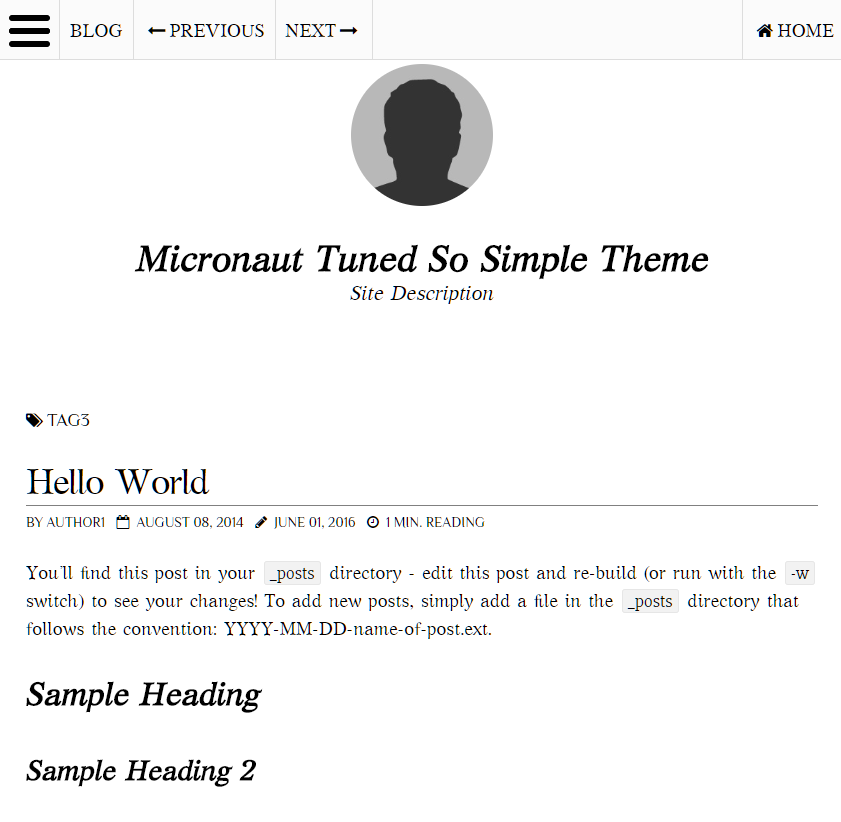 BLOG PREVIOUS NEXT HOME
Micronaut Tuned So Simple Theme
Site Description
TAG3
Hello World
BY AUTHOR1 AUGUST 08, 2014 JUNE 01, 2016 1 MIN. READING
You'll find this post in your _posts directory - edit this post and re-build (or run with the -w
switch) to see your changes! To add new posts, simply add a file in the _posts directory that
follows the convention: YYYY-MM-DD-name-of-post.ext.
Sample Heading
Sample Heading 2